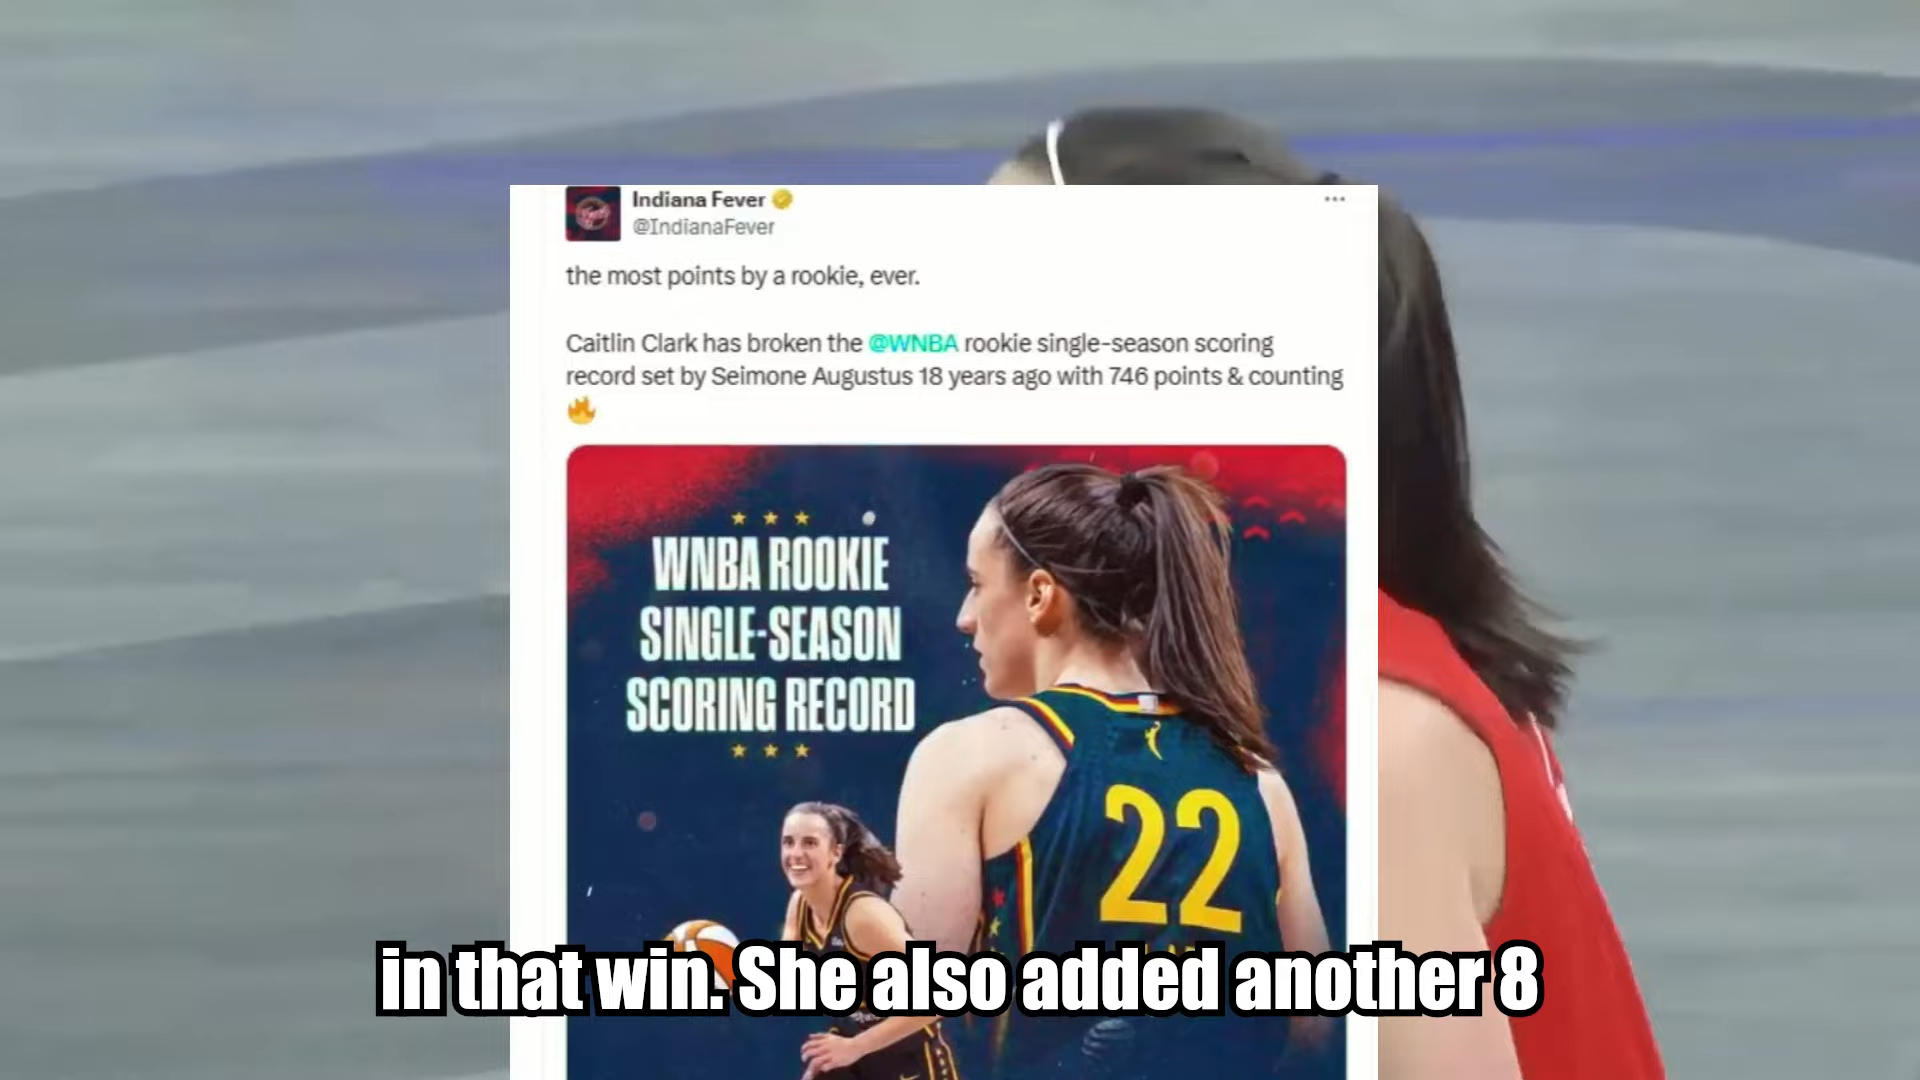 Indiana Fever
@IndianaFever
the most points by a rookie, ever.
Caitlin Clark has broken the @WNBA rookie single-season scoring
record set by Seimone Augustus 18 years ago with 746 points & counting
🔥
WNBA ROOKIE
SINGLE-SEASON
SCORING RECORD
22
in that win. She also added another 8